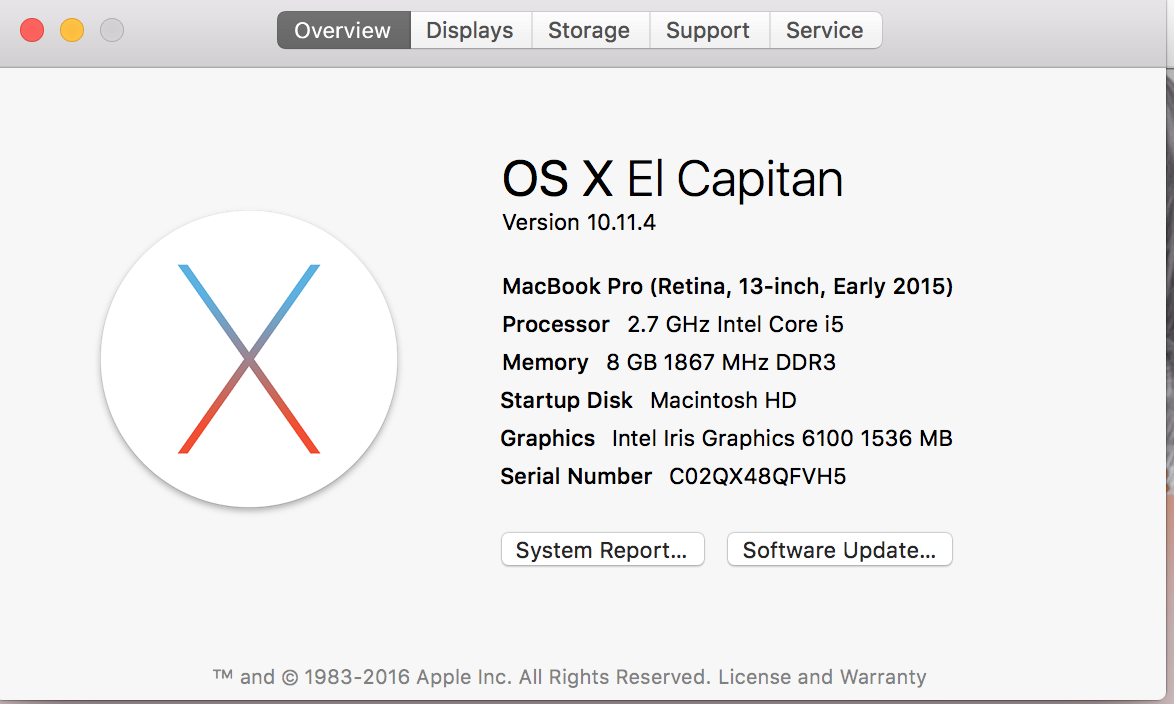 Overview Displays Storage Support Service
OS X El Capitan
Version 10.11.4
MacBook Pro (Retina, 13-inch, Early 2015)
Processor 2.7 GHz Intel Core i5
Memory 8 GB 1867 MHz DDR3
Startup Disk Macintosh HD
Graphics Intel Iris Graphics 6100 1536 MB
Serial Number C02QX48QFVH5
System Report... Software Update...
™ and © 1983-2016 Apple Inc. All Rights Reserved. License and Warranty